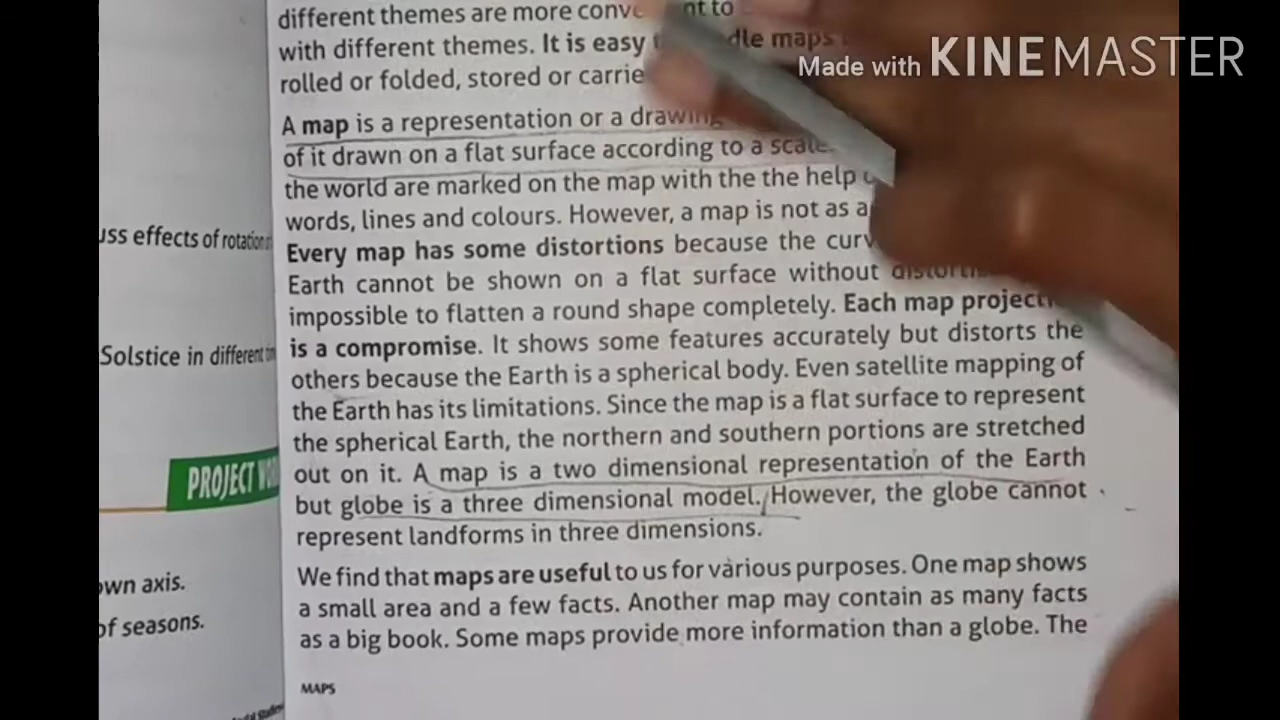 different themes are more to
with different themes. It is easy maps
rolled or folded, stored or carrie
Made with KINEMASTER
A map is a representation or a drawing
of it drawn on a flat surface according to a scale.
the world are marked on the map with the the help
words, lines and colours. However, a map is not as
Every map has some distortions because the
Earth cannot be shown on a flat surface without
impossible to flatten a round shape completely. Each map
is a compromise. It shows some features accurately but distorts the
others because the Earth is a spherical body. Even satellite mapping of
the Earth has its limitations. Since the map is a flat surface to represent
the spherical Earth, the northern and southern portions are stretched
out on it. A map is a two dimensional representation of the Earth
but globe is a three dimensional model. However, the globe cannot
represent landforms in three dimensions.
We find that maps are useful to us for various purposes. One map shows
a small area and a few facts. Another map may contain as many facts
as a big book. Some maps provide more information than a globe. The
MAPS
uss effects of rotation
Solstice in different
PROJECT
own axis.
of seasons.